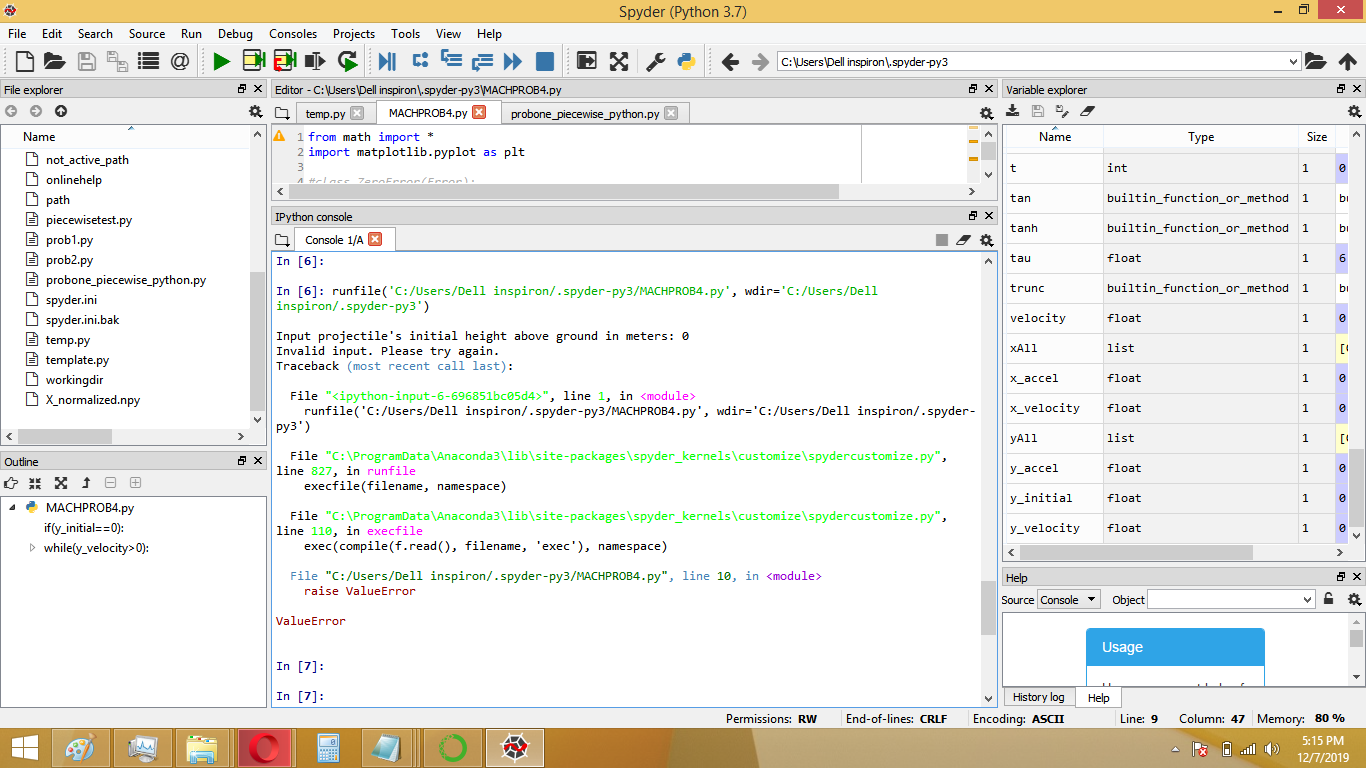 Spyder (Python 3.7)
File Edit Search Source Run Debug Consoles Projects Tools View Help
C:\Users\Dell inspiron\.spyder-py3
File explorer
Name
not_active_path
onlinehelp
path
piecewisetest.py
prob1.py
prob2.py
probone_piecewise_python.py
spyder.ini
spyder.ini.bak
temp.py
template.py
workingdir
X_normalized.npy
Outline
MACHPROB4.py
if(y_initial==0):
while(y_velocity>0):
Editor - C:\Users\Dell inspiron\.spyder-py3\MACHPROB4.py
temp.py MACHPROB4.py probone_piecewise_python.py
1 from math import *
2 import matplotlib.pyplot as plt
3
4 #class ZeroError(Error):
IPython console
Console 1/A
In [6]:
In [6]: runfile('C:/Users/Dell inspiron/.spyder-py3/MACHPROB4.py', wdir='C:/Users/Dell
inspiron/.spyder-py3')
Input projectile's initial height above ground in meters: 0
Invalid input. Please try again.
Traceback (most recent call last):
File "<ipython-input-6-696851bc05d4>", line 1, in <module>
runfile('C:/Users/Dell inspiron/.spyder-py3/MACHPROB4.py', wdir='C:/Users/Dell inspiron/.spyder-
py3')
File "C:\ProgramData\Anaconda3\lib\site-packages\spyder_kernels\customize\spydercustomize.py",
line 827, in runfile
execfile(filename, namespace)
File "C:\ProgramData\Anaconda3\lib\site-packages\spyder_kernels\customize\spydercustomize.py",
line 110, in execfile
exec(compile(f.read(), filename, 'exec'), namespace)
File "C:/Users/Dell inspiron/.spyder-py3/MACHPROB4.py", line 10, in <module>
raise ValueError
ValueError
In [7]:
In [7]:
Variable explorer
Name Type Size
t int 1 0
tan builtin_function_or_method 1
tanh builtin_function_or_method 1
tau float 1 6
trunc builtin_function_or_method 1
velocity float 1 0
xAll list 1
x_accel float 1 0
x_velocity float 1 0
yAll list 1
y_accel float 1 0
y_initial float 1 0
y_velocity float 1 0
Help
Source Console Object
Usage
History log Help
Permissions: RW End-of-lines: CRLF Encoding: ASCII Line: 9 Column: 47 Memory: 80 %
5:15 PM
12/7/2019